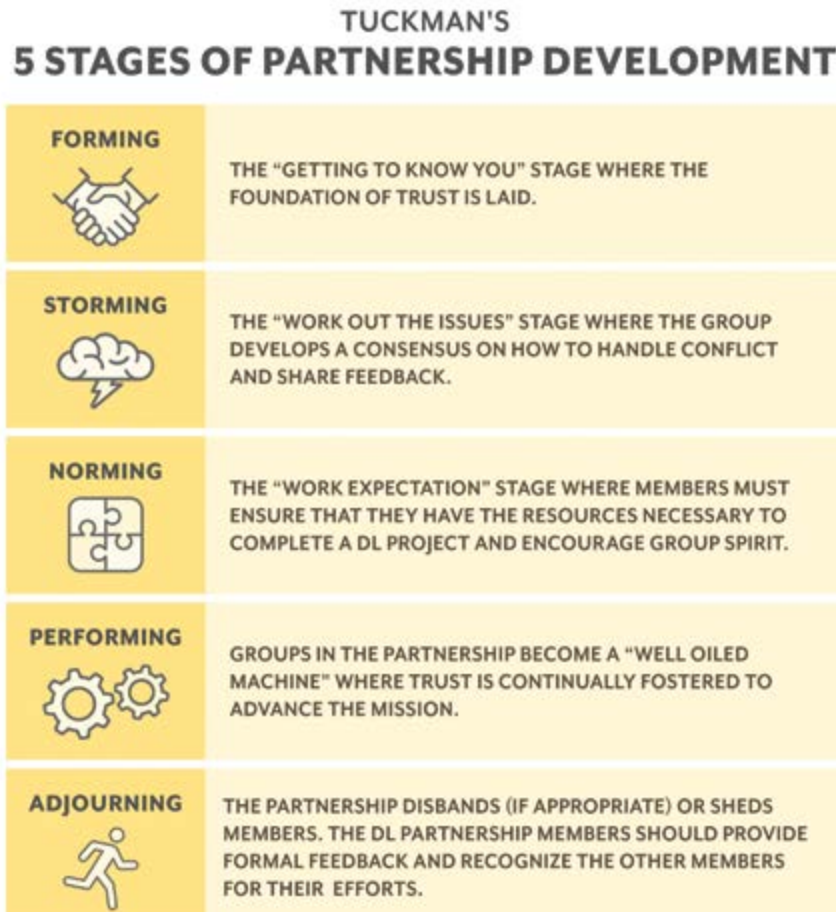 TUCKMAN'S
5 STAGES OF PARTNERSHIP DEVELOPMENT
FORMING
THE “GETTING TO KNOW YOU” STAGE WHERE THE
FOUNDATION OF TRUST IS LAID.
STORMING
THE “WORK OUT THE ISSUES” STAGE WHERE THE GROUP
DEVELOPS A CONSENSUS ON HOW TO HANDLE CONFLICT
AND SHARE FEEDBACK.
NORMING
THE “WORK EXPECTATION” STAGE WHERE MEMBERS MUST
ENSURE THAT THEY HAVE THE RESOURCES NECESSARY TO
COMPLETE A DL PROJECT AND ENCOURAGE GROUP SPIRIT.
PERFORMING
GROUPS IN THE PARTNERSHIP BECOME A “WELL OILED
MACHINE” WHERE TRUST IS CONTINUALLY FOSTERED TO
ADVANCE THE MISSION.
ADJOURNING
THE PARTNERSHIP DISBANDS (IF APPROPRIATE) OR SHEDS
MEMBERS. THE DL PARTNERSHIP MEMBERS SHOULD PROVIDE
FORMAL FEEDBACK AND RECOGNIZE THE OTHER MEMBERS
FOR THEIR EFFORTS.